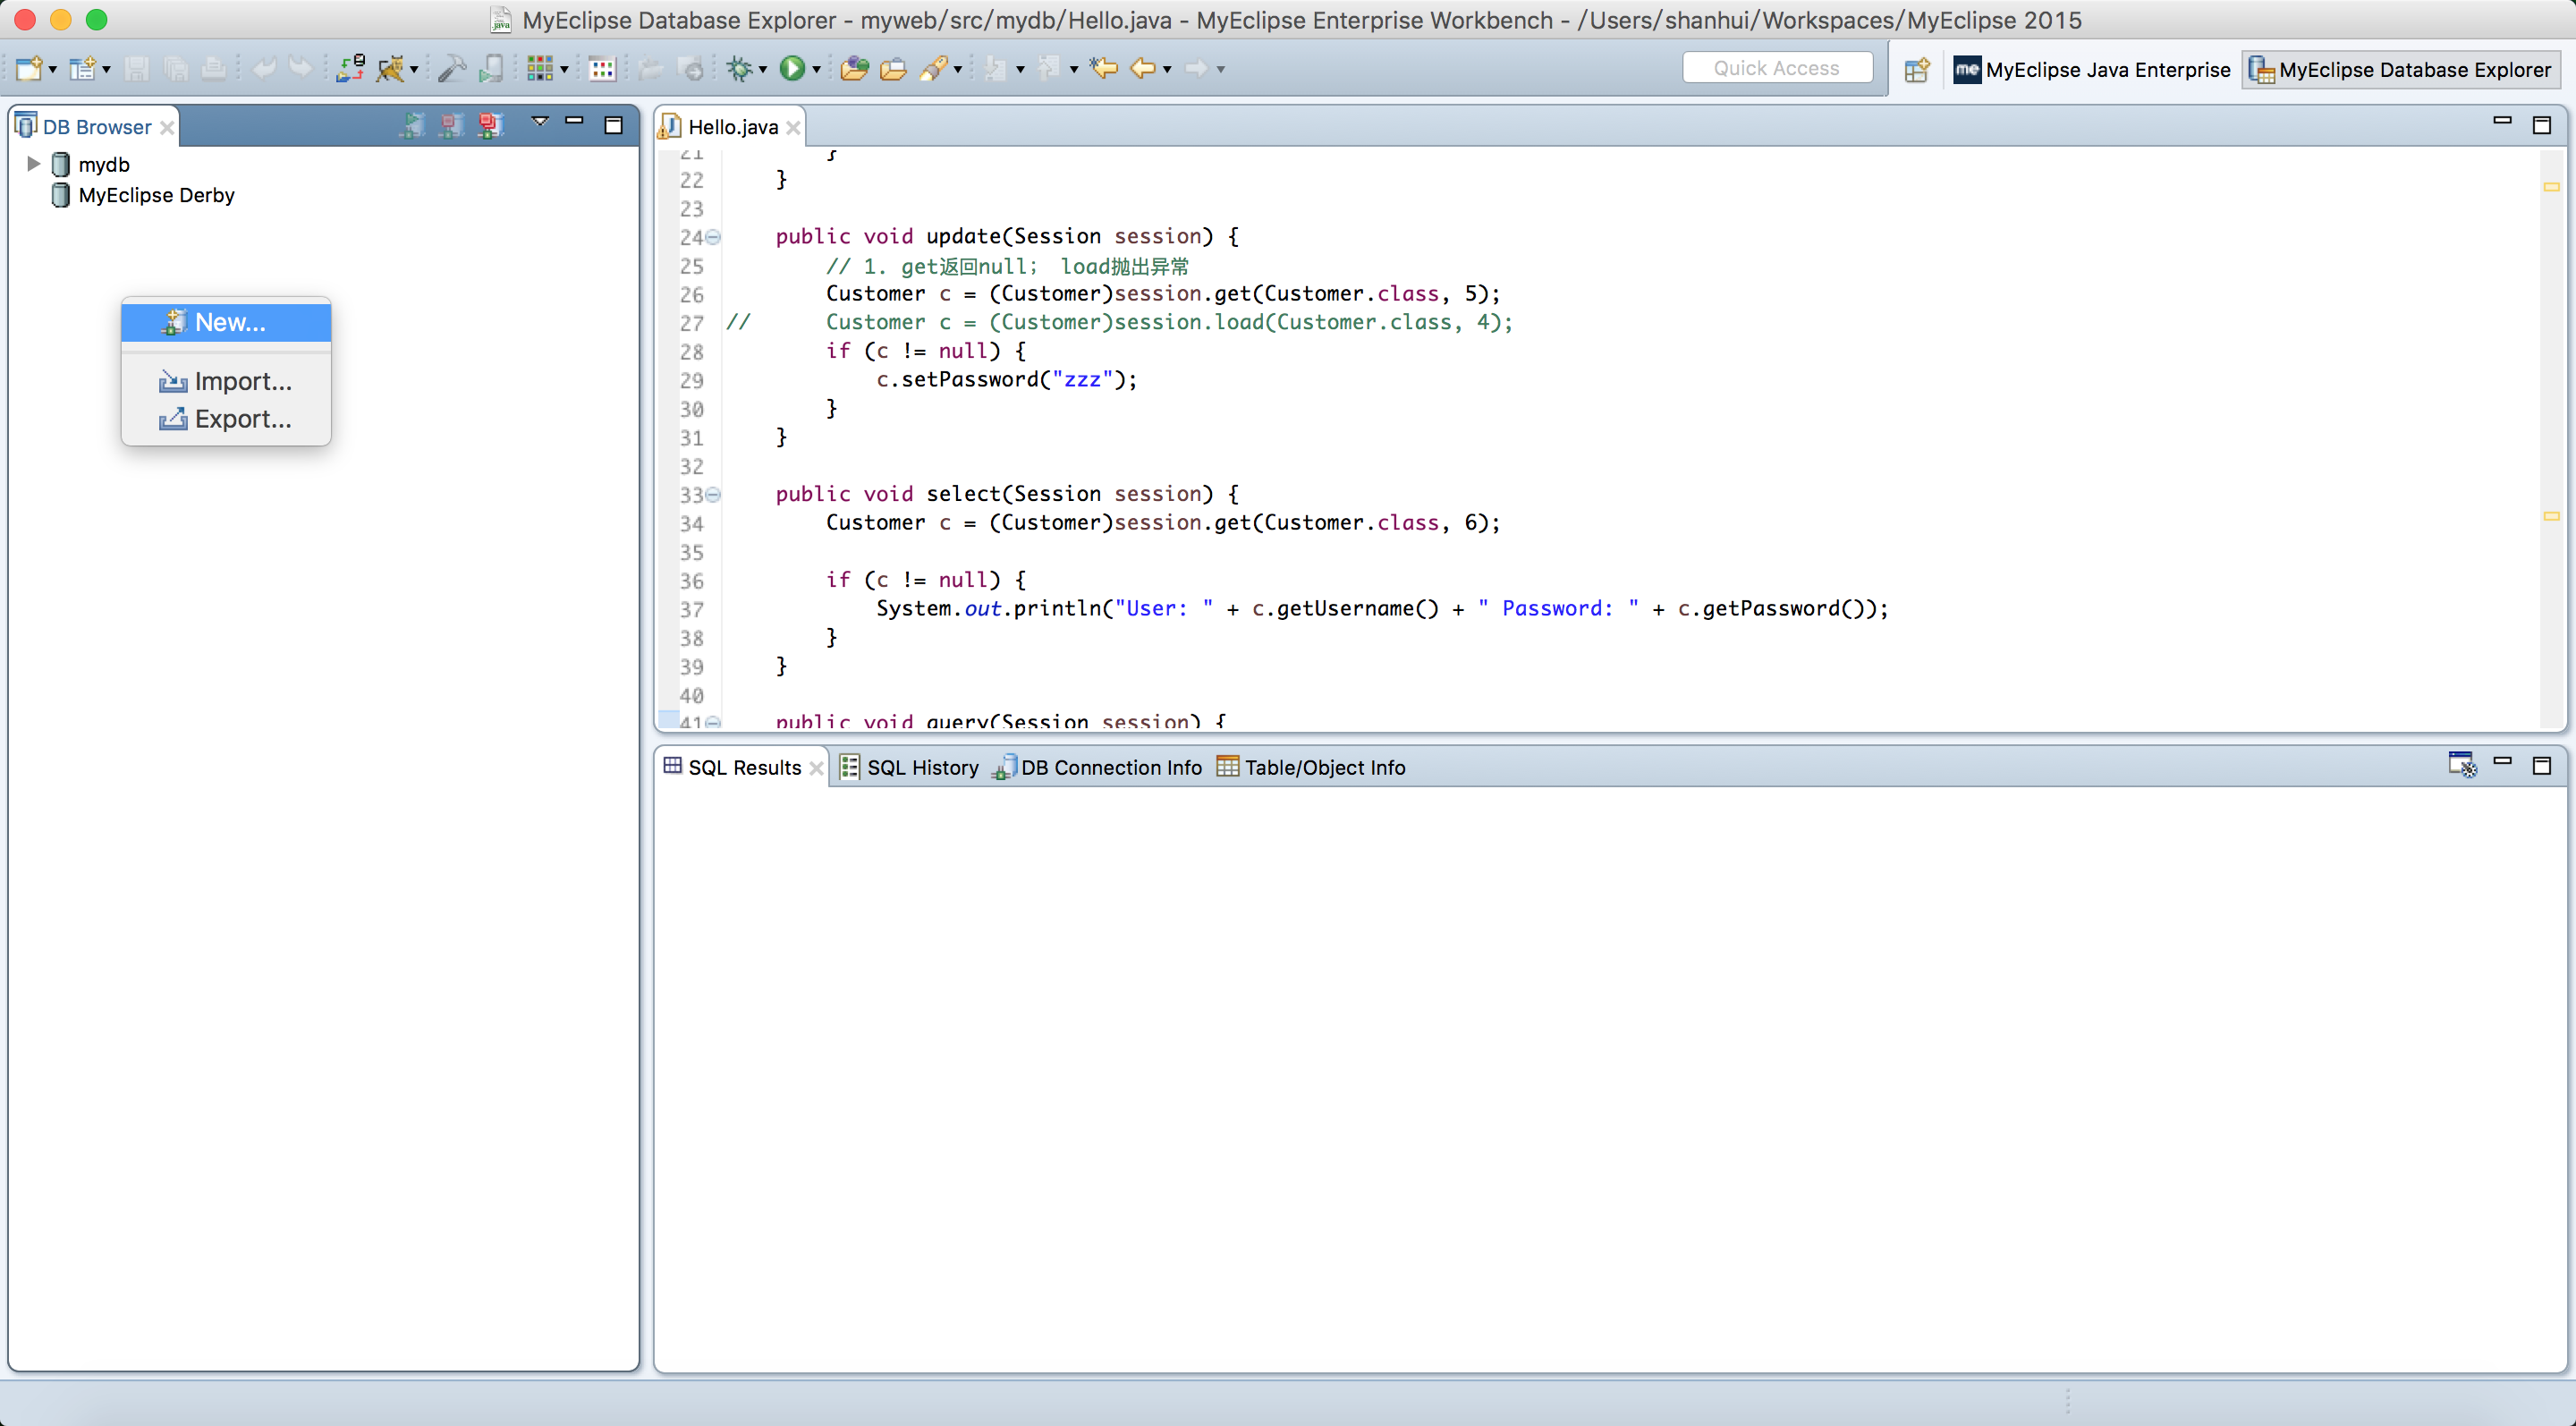 MyEclipse Database Explorer - myweb/src/mydb/Hello.java - MyEclipse Enterprise Workbench - /Users/shanhui/Workspaces/MyEclipse 2015
Quick Access
me MyEclipse Java Enterprise
MyEclipse Database Explorer
DB Browser
mydb
MyEclipse Derby
New...
Import...
Export...
Hello.java
21 }
22 }
23
24 public void update(Session session) {
25 // 1. get返回null; load抛出异常
26 Customer c = (Customer)session.get(Customer.class, 5);
27 // Customer c = (Customer)session.load(Customer.class, 4);
28 if (c != null) {
29 c.setPassword("zzz");
30 }
31 }
32
33 public void select(Session session) {
34 Customer c = (Customer)session.get(Customer.class, 6);
35
36 if (c != null) {
37 System.out.println("User: " + c.getUsername() + " Password: " + c.getPassword());
38 }
39 }
40
41 public void query(Session session) {
SQL Results
SQL History
DB Connection Info
Table/Object Info